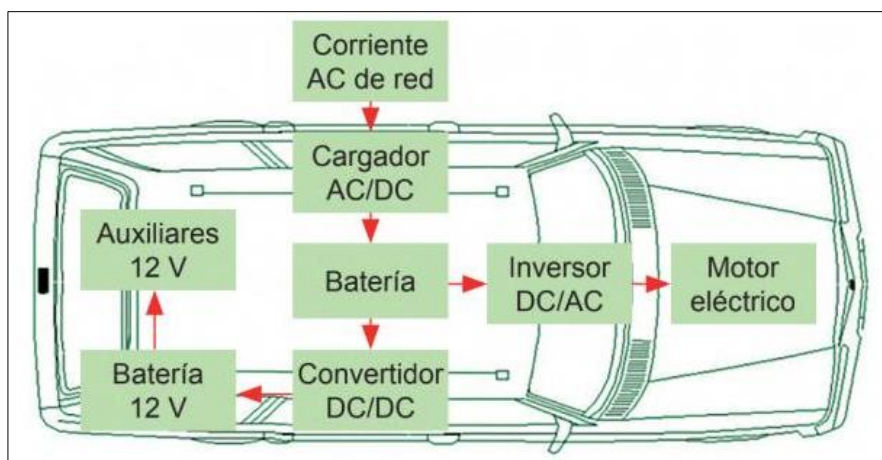 Corriente
AC de red
Cargador
AC/DC
Auxiliares
12 V
Batería
Inversor
DC/AC
Motor
eléctrico
Batería
12 V
Convertidor
DC/DC